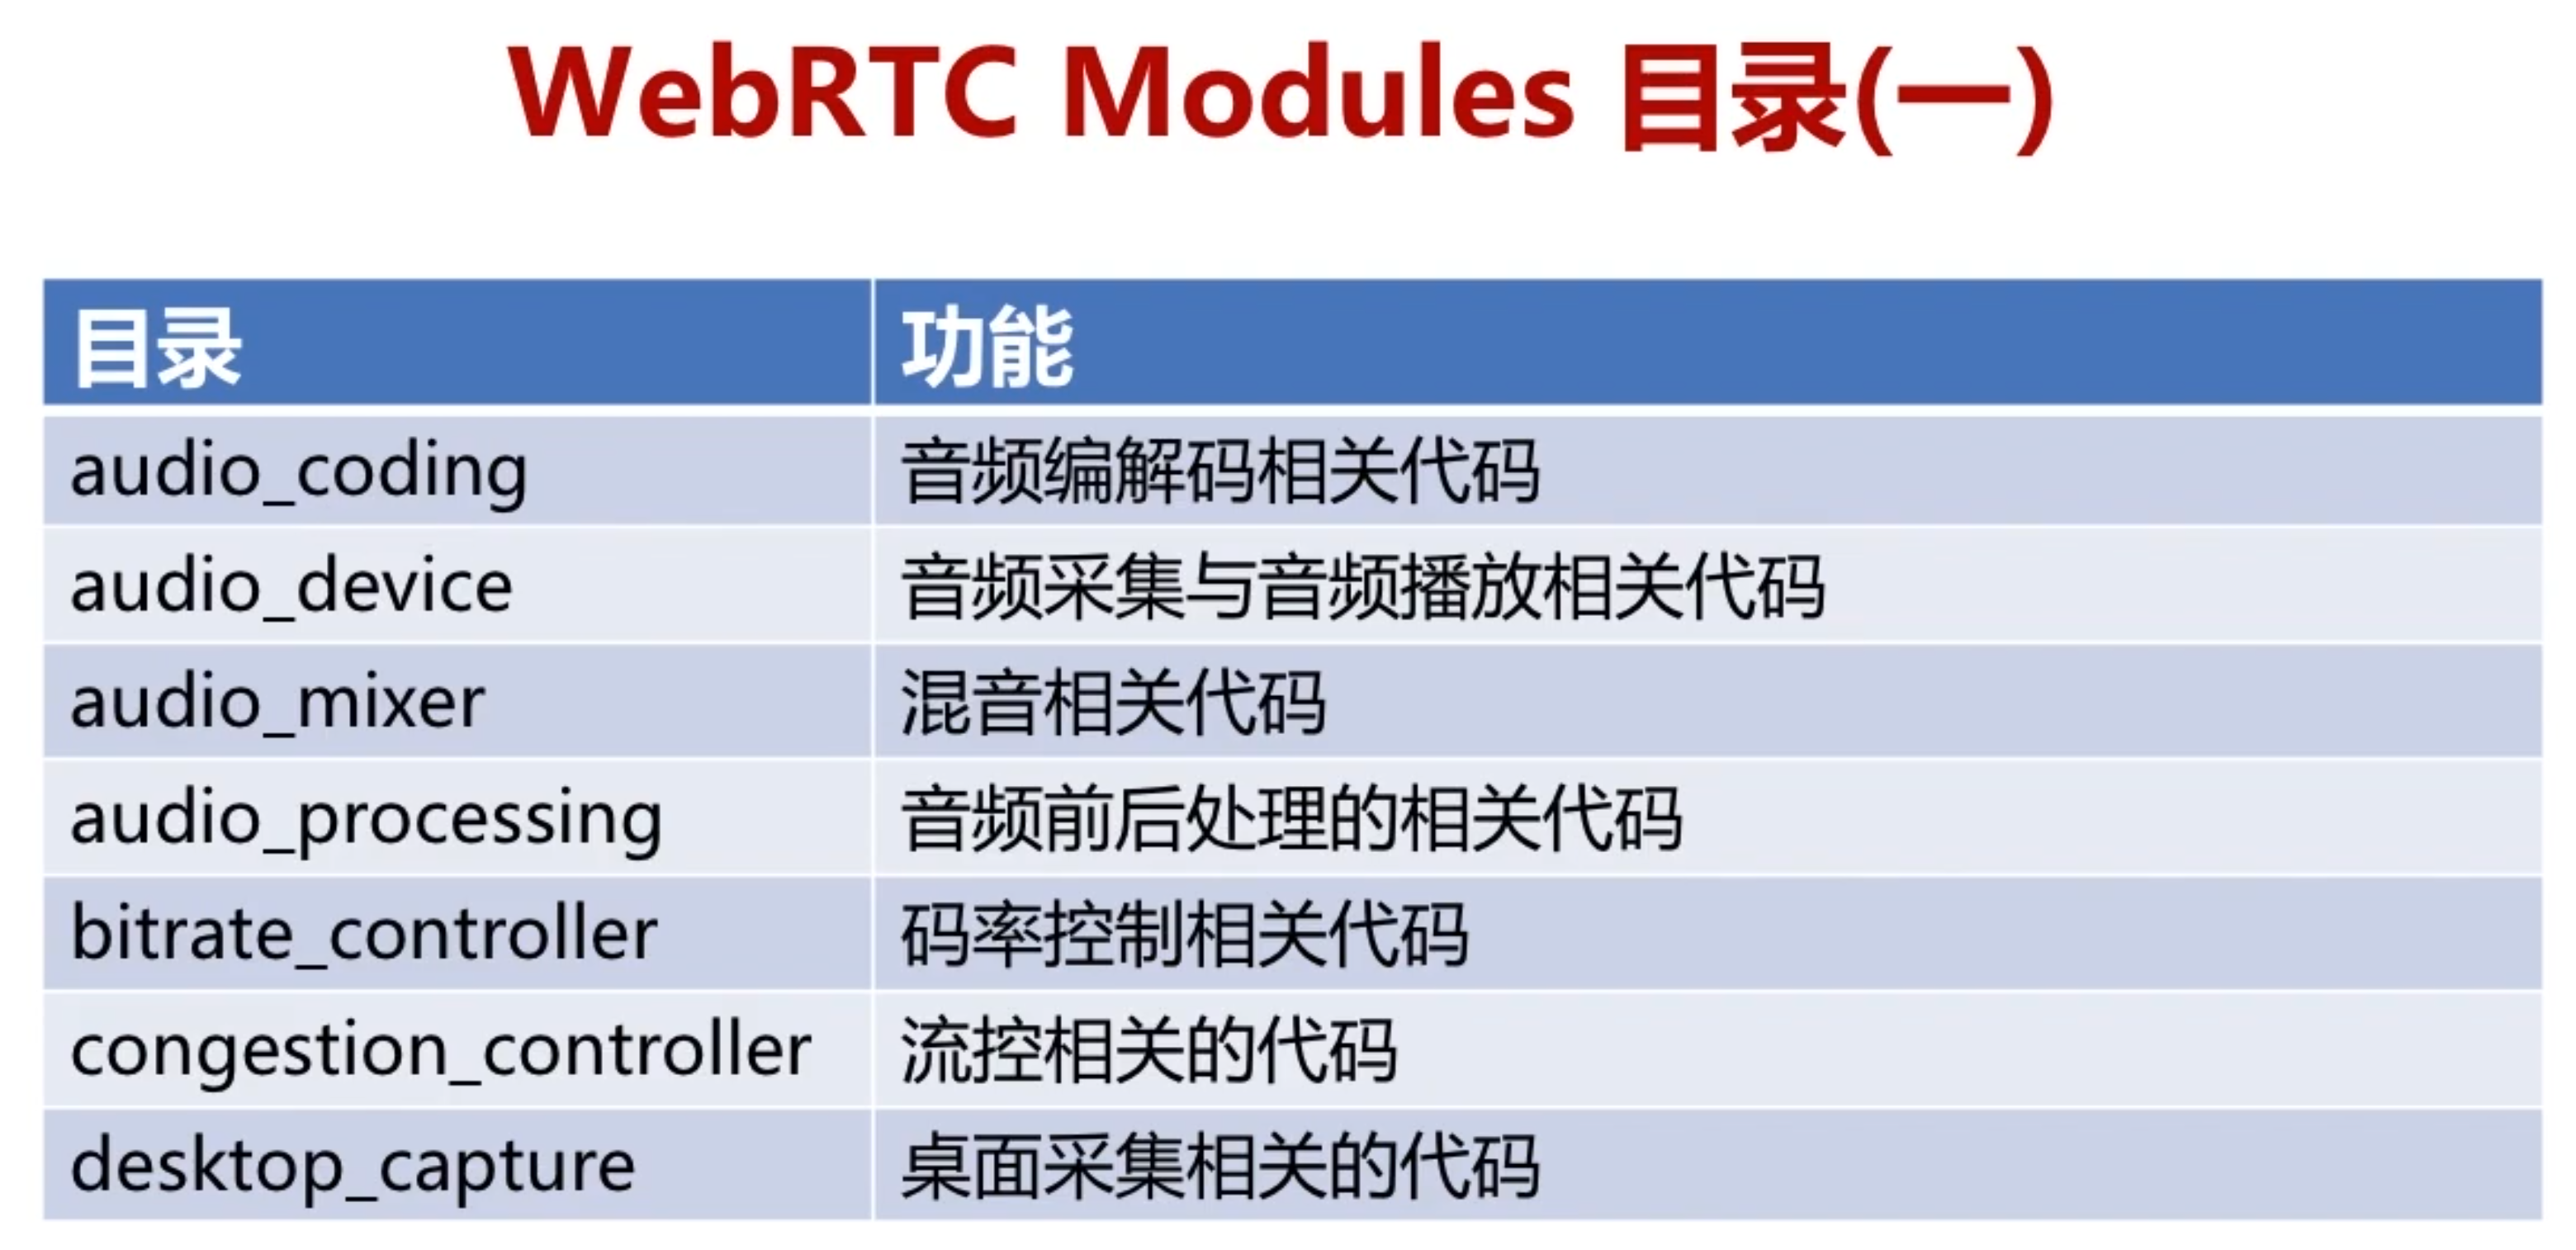 WebRTC Modules 目录(一)
目录 功能
audio_coding 音频编解码相关代码
audio_device 音频采集与音频播放相关代码
audio_mixer 混音相关代码
audio_processing 音频前后处理的相关代码
bitrate_controller 码率控制相关代码
congestion_controller 流控相关的代码
desktop_capture 桌面采集相关的代码